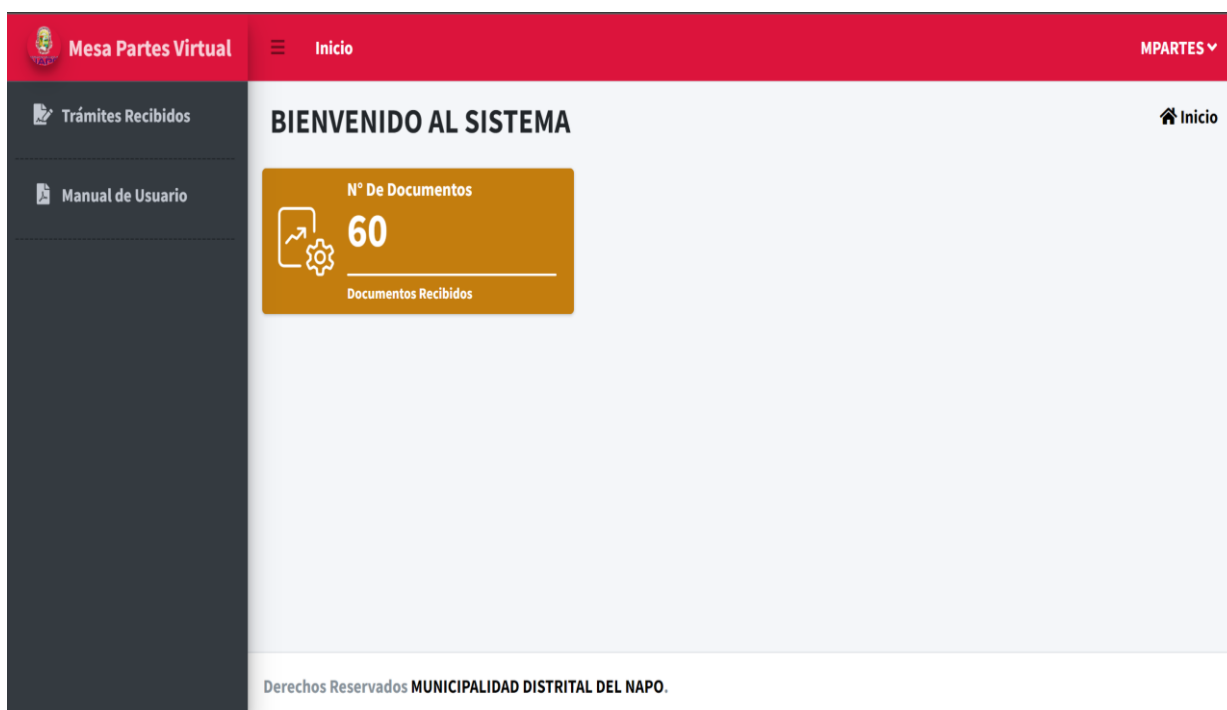 Mesa Partes Virtual
Inicio
MPARTES
Trámites Recibidos
Manual de Usuario
BIENVENIDO AL SISTEMA
Inicio
N° De Documentos
60
Documentos Recibidos
Derechos Reservados MUNICIPALIDAD DISTRITAL DEL NAPO.